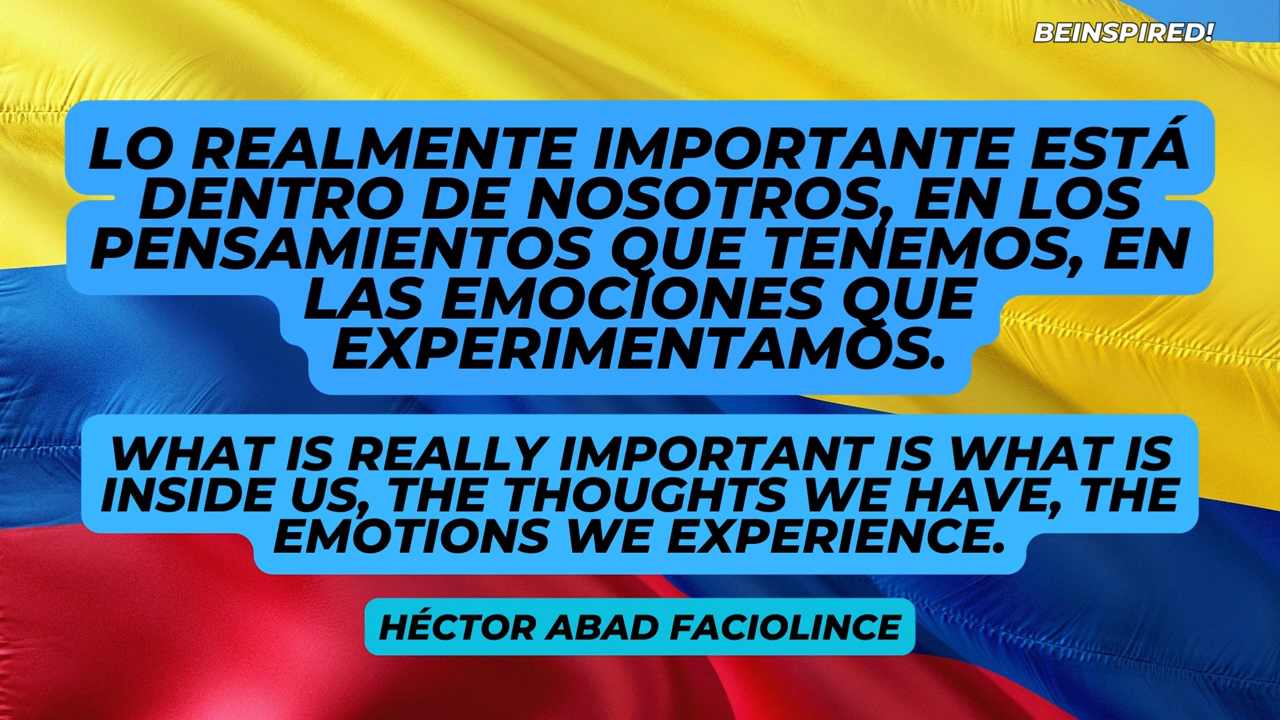 BEINSPIRED!
LO REALMENTE IMPORTANTE ESTÁ
DENTRO DE NOSOTROS, EN LOS
PENSAMIENTOS QUE TENEMOS, EN
LAS EMOCIONES QUE
EXPERIMENTAMOS.
WHAT IS REALLY IMPORTANT IS WHAT IS
INSIDE US, THE THOUGHTS WE HAVE, THE
EMOTIONS WE EXPERIENCE.
HÉCTOR ABAD FACIOLINCE